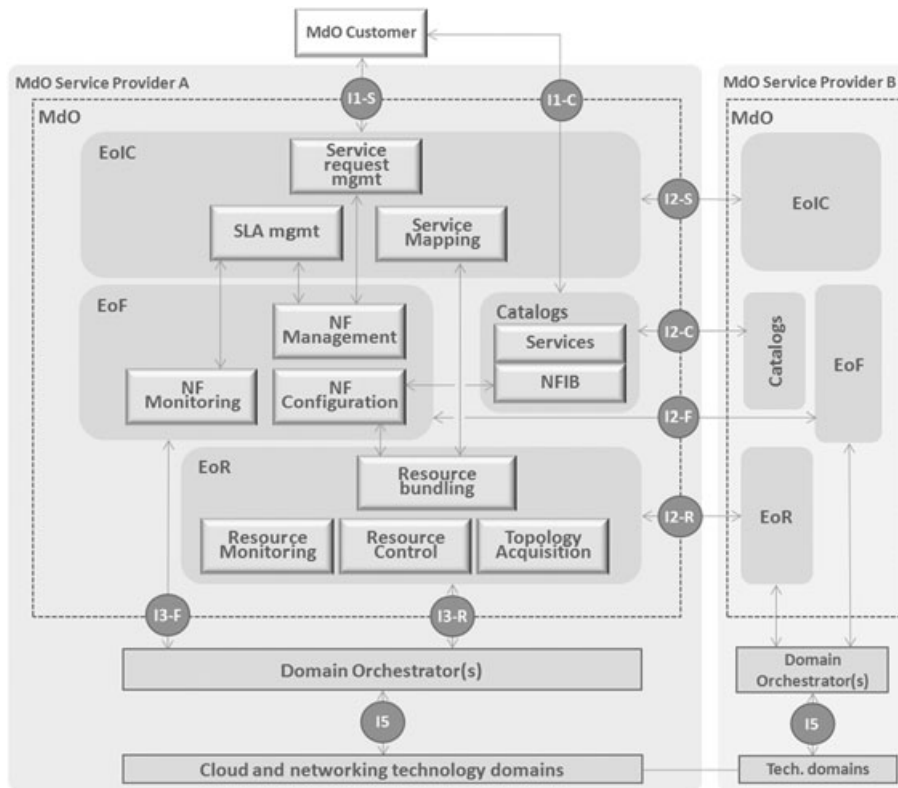 MdO Customer
MdO Service Provider A
MdO Service Provider B
I1-S
I1-C
MdO
MdO
EoIC
Service
request
mgmt
I2-S
EoIC
SLA mgmt
Service
Mapping
EoF
NF
Management
Catalogs
Services
NFIB
I2-C
Catalogs
EoF
NF
Monitoring
NF
Configuration
I2-F
EoR
Resource
bundling
I2-R
EoR
Resource
Monitoring
Resource
Control
Topology
Acquisition
I3-F
I3-R
Domain Orchestrator(s)
Domain
Orchestrator(s)
I5
I5
Cloud and networking technology domains
Tech. domains